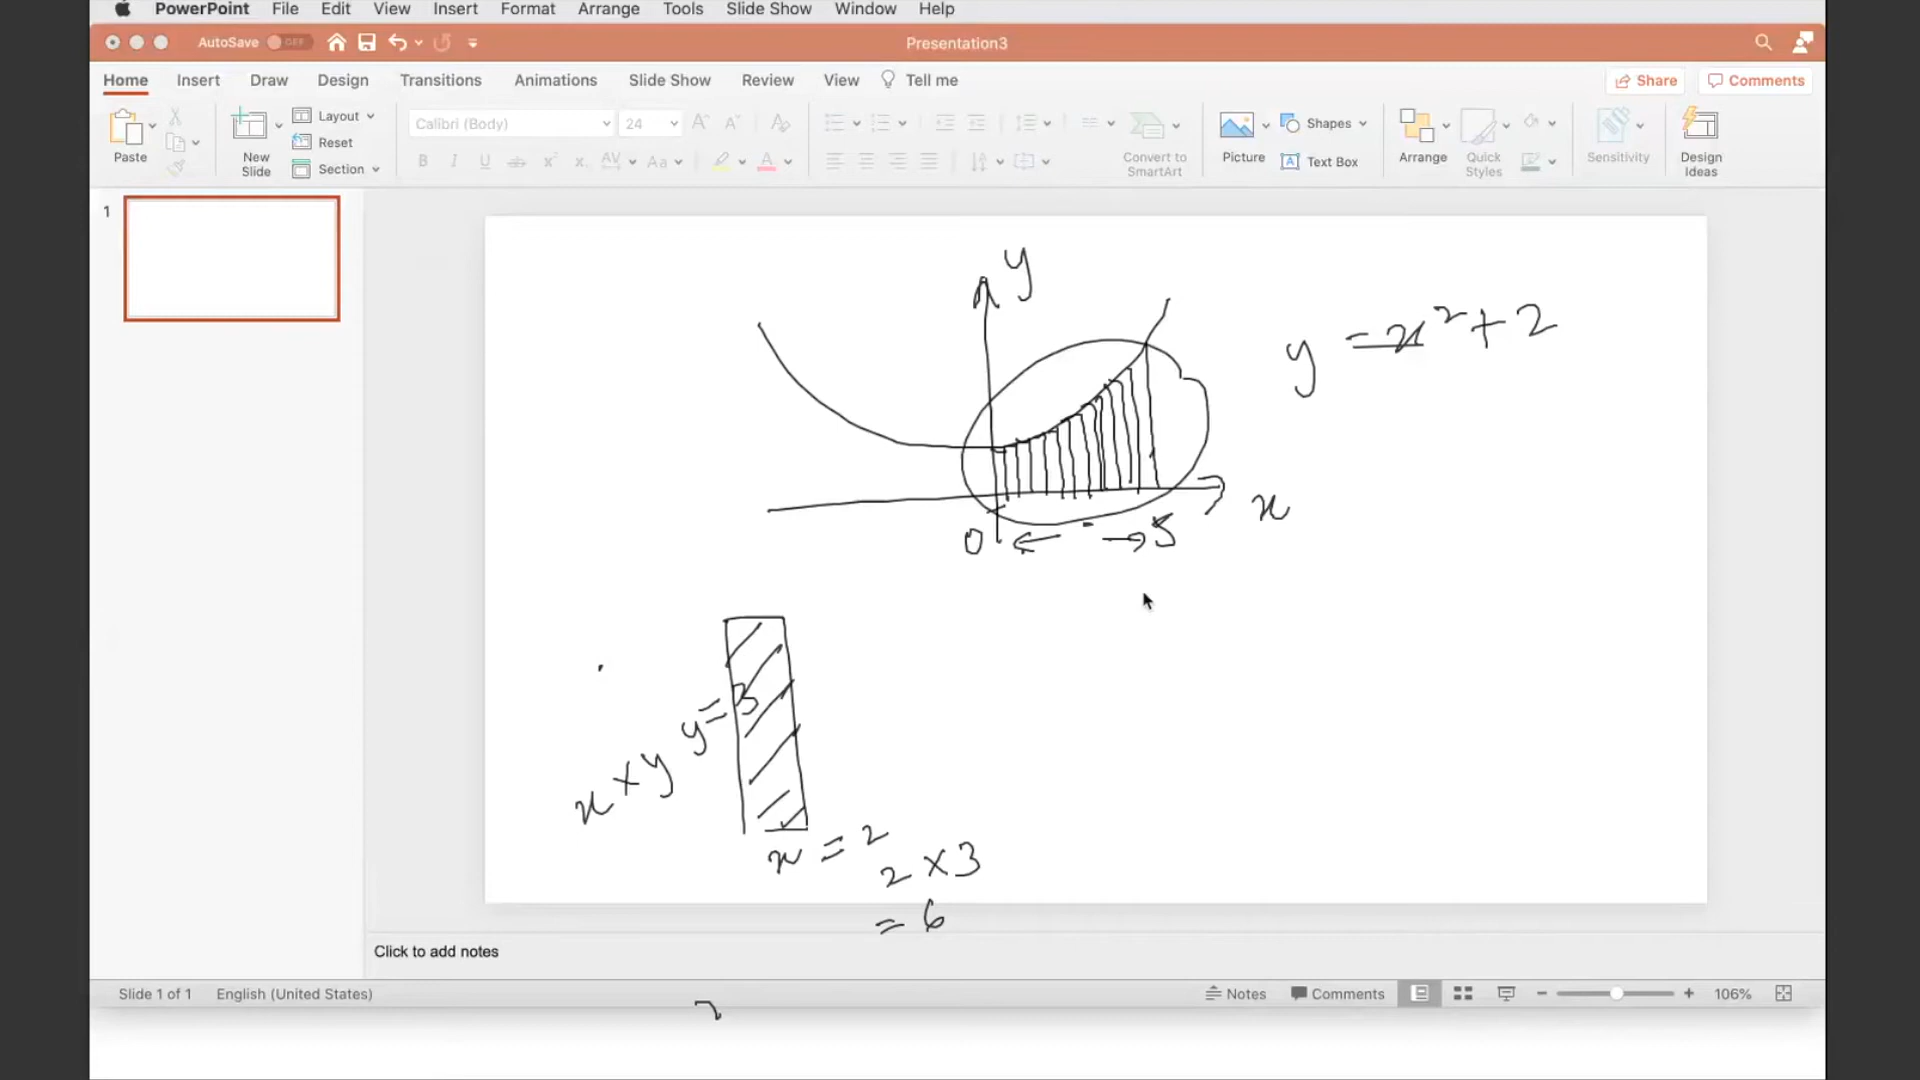 PowerPoint File Edit View Insert Format Arrange Tools Slide Show Window Help
AutoSave OFF Presentation3
Home Insert Draw Design Transitions Animations Slide Show Review View Tell me Share Comments
Paste
New Slide
Layout
Reset
Section
Calibri (Body) 24
B I U
Convert to SmartArt
Picture
Shapes
Text Box
Arrange
Quick Styles
Sensitivity
Design Ideas
1
y
y = x² + 2
x
0 5
y = 3
x × y
x = 2
2 × 3
= 6
Click to add notes
Slide 1 of 1 English (United States) Notes Comments 106%